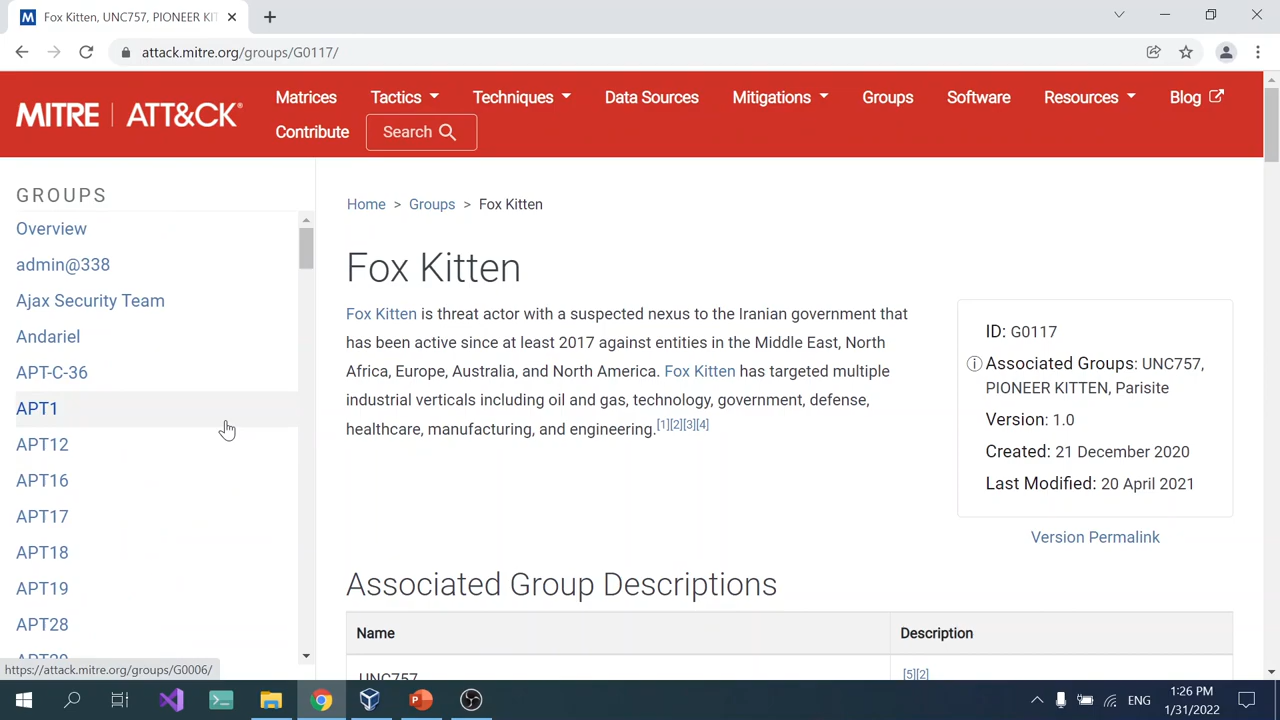 Fox Kitten, UNC757, PIONEER KIT
attack.mitre.org/groups/G0117/
MITRE | ATT&CK®
Matrices
Tactics
Techniques
Data Sources
Mitigations
Groups
Software
Resources
Blog
Contribute
Search
GROUPS
Overview
admin@338
Ajax Security Team
Andariel
APT-C-36
APT1
APT12
APT16
APT17
APT18
APT19
APT28
APT29
https://attack.mitre.org/groups/G0006/
Home > Groups > Fox Kitten
Fox Kitten
Fox Kitten is threat actor with a suspected nexus to the Iranian government that
has been active since at least 2017 against entities in the Middle East, North
Africa, Europe, Australia, and North America. Fox Kitten has targeted multiple
industrial verticals including oil and gas, technology, government, defense,
healthcare, manufacturing, and engineering.[1][2][3][4]
ID: G0117
Associated Groups: UNC757,
PIONEER KITTEN, Parisite
Version: 1.0
Created: 21 December 2020
Last Modified: 20 April 2021
Version Permalink
Associated Group Descriptions
Name
Description
UNC757
[5][2]
ENG
1:26 PM
1/31/2022